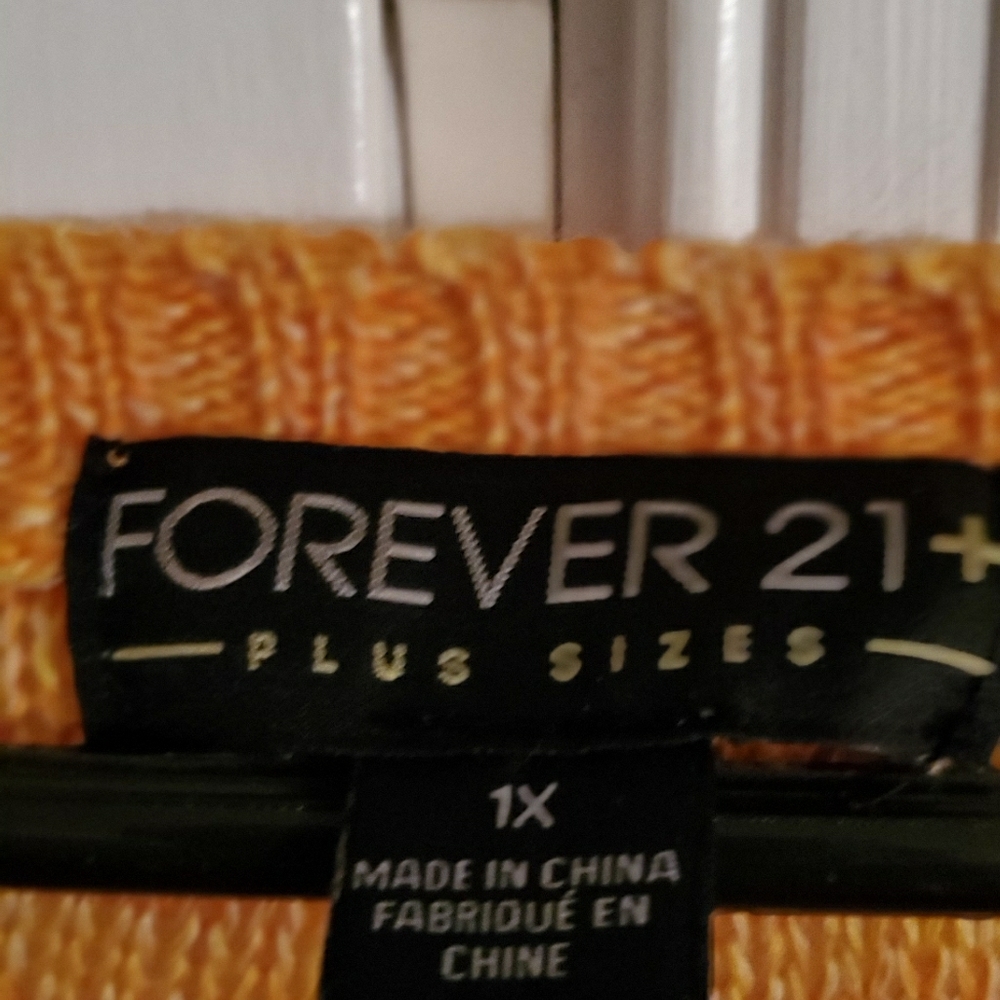 FOREVER 21+
PLUS SIZES
1X
MADE IN CHINA
FABRIQUÉ EN
CHINE